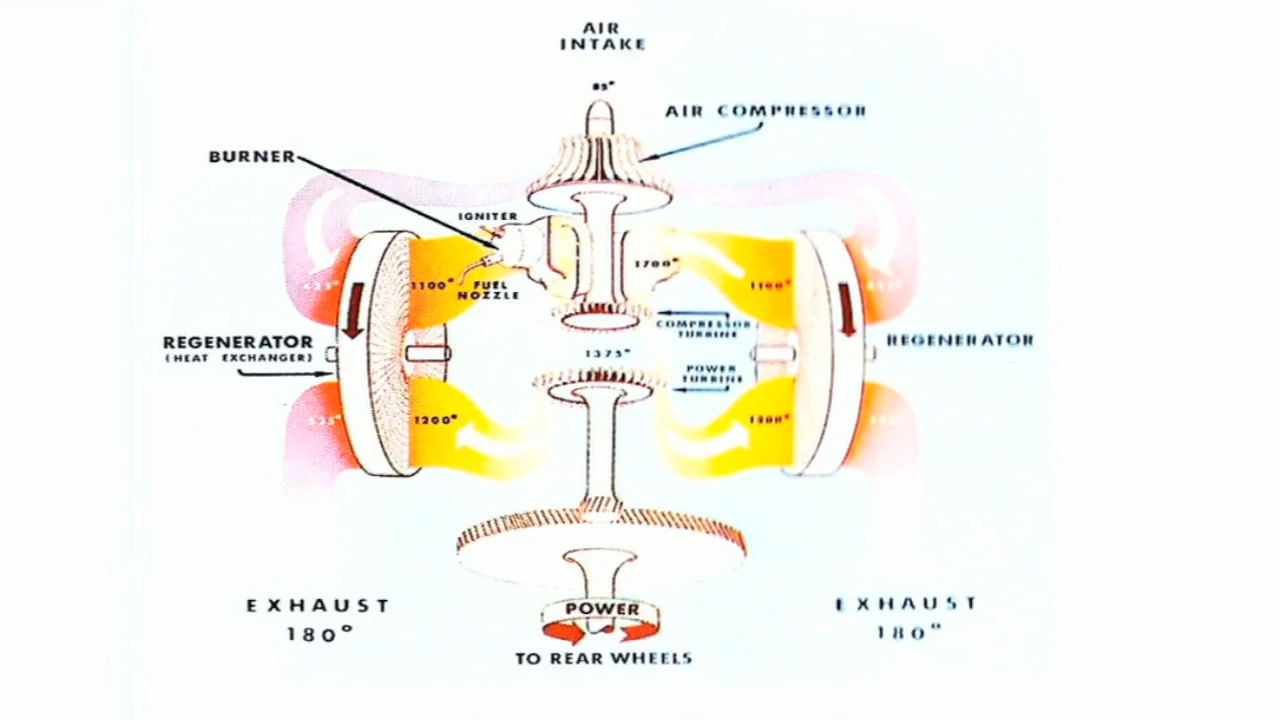 AIR
INTAKE
85°
AIR COMPRESSOR
BURNER
IGNITER
1700°
1100°
FUEL
NOZZLE
1100°
COMPRESSOR
TURBINE
REGENERATOR
(HEAT EXCHANGER)
REGENERATOR
1375°
POWER
TURBINE
1200°
EXHAUST
180°
EXHAUST
180°
POWER
TO REAR WHEELS